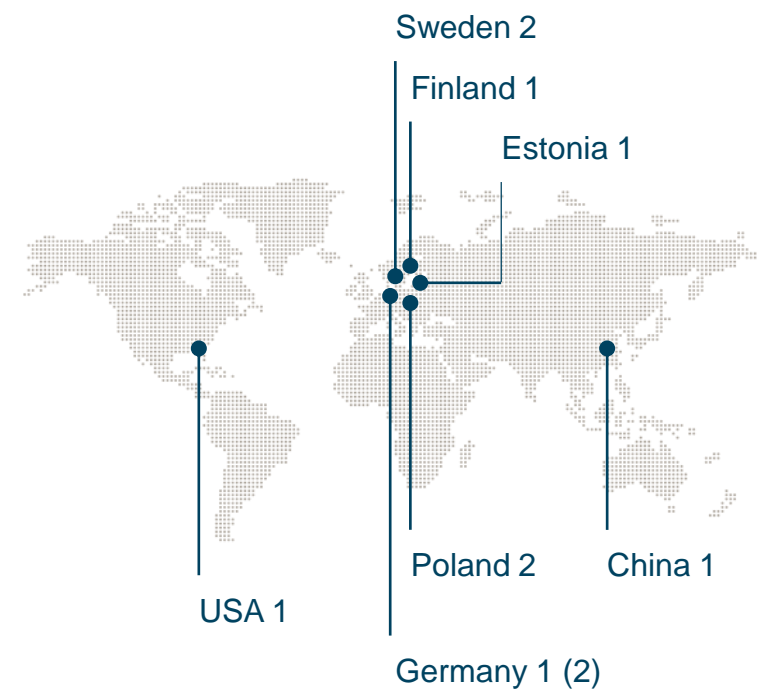 Sweden 2
Finland 1
Estonia 1
Poland 2
China 1
USA 1
Germany 1 (2)